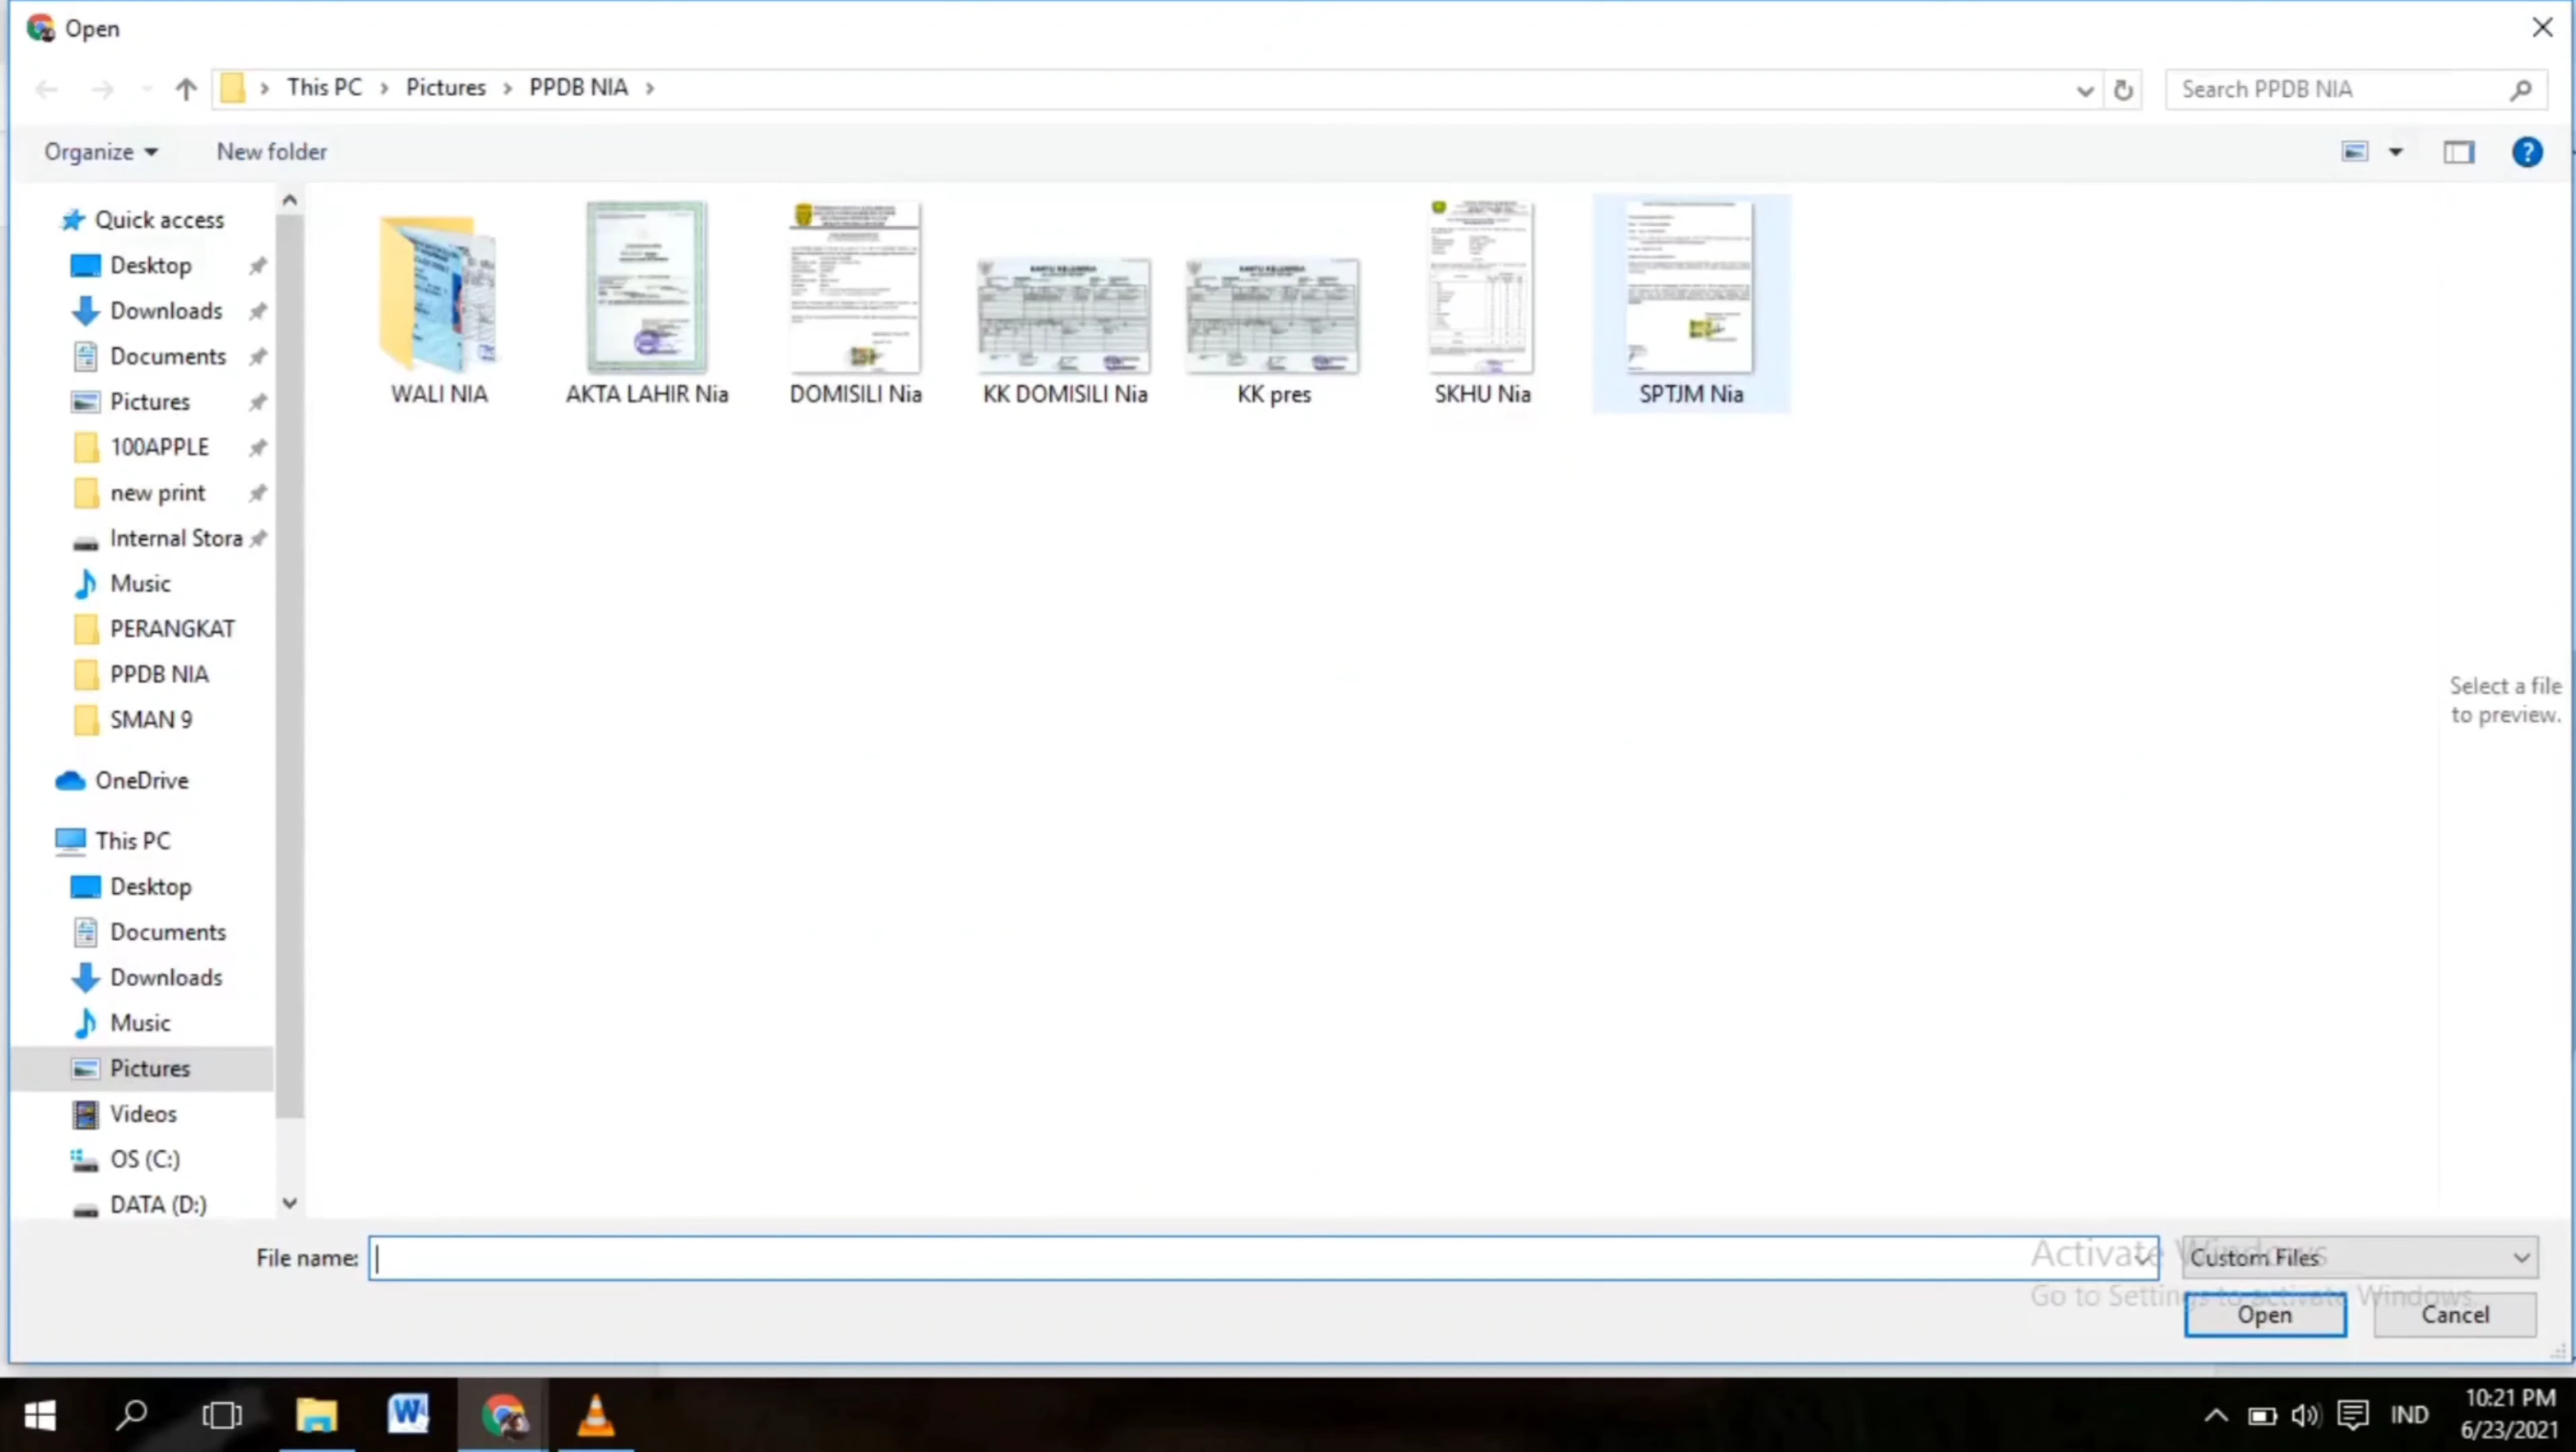 Open
This PC
Pictures
PPDB NIA
Search PPDB NIA
Organize
New folder
Quick access
Desktop
Downloads
Documents
Pictures
100APPLE
new print
Internal Stora
Music
PERANGKAT
PPDB NIA
SMAN 9
OneDrive
This PC
Desktop
Documents
Downloads
Music
Pictures
Videos
OS (C:)
DATA (D:)
WALI NIA
AKTA LAHIR Nia
DOMISILI Nia
KARTU KELUARGA
KK DOMISILI Nia
KARTU KELUARGA
KK pres
SKHU Nia
SPTJM Nia
Select a file
to preview.
File name:
Custom Files
Activate Windows
Go to Settings to activate Windows.
Open
Cancel
IND
10:21 PM
6/23/2021